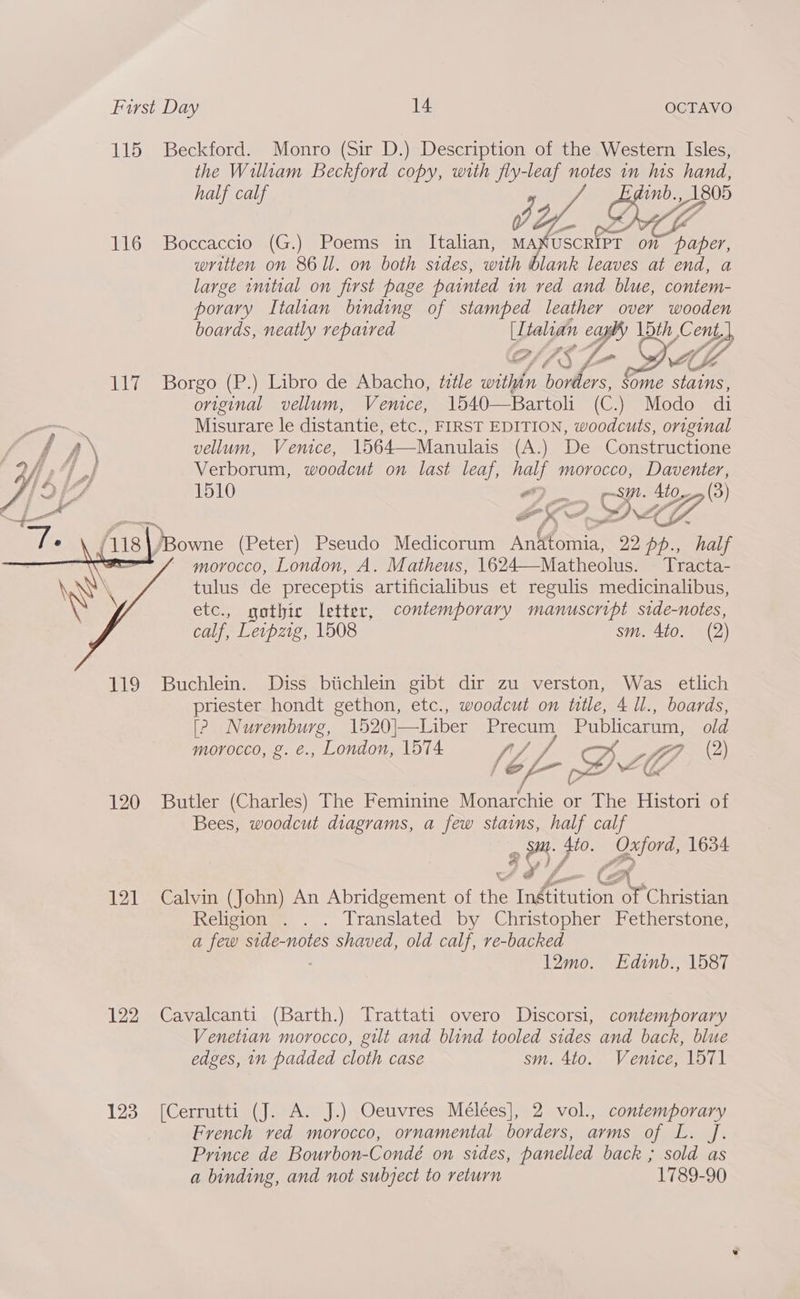 First Day 14 OCTAVO
115 Beckford. Monro (Sir D.) Description of the Western Isles,
the William Beckford copy, with fly-leaf notes in his hand,
half calf Edinb., 1805
116 Boccaccio (G.) Poems in Italian, MANUSCRIPT on paper,
written on 86 ll. on both sides, with blank leaves at end, a
large initial on first page painted in red and blue, contem-
porary Italian binding of stamped leather over wooden
boards, neatly repaired [Italian early 15th Cent.]
117 Borgo (P.) Libro de Abacho, title within borders, some stains,
original vellum, Venice, 1540—Bartoli (C.) Modo di
Misurare le distantie, etc., FIRST EDITION, woodcuts, original
vellum, Venice, 1564—Manulais (A.) De Constructione
Verborum, woodcut on last leaf, half morocco, Daventer,
1510 sm. 4to. (3)
118 Bowne (Peter) Pseudo Medicorum Anatomia, 22 pp., half
morocco, London, A. Matheus, 1624—Matheolus. Tracta-
tulus de preceptis artificialibus et regulis medicinalibus,
etc., gothic letter, contemporary manuscript side-notes,
calf, Leipzig, 1508 sm. 4to. (2)
119 Buchlein. Diss büchlein gibt dir zu verston, Was etlich
priester hondt gethon, etc., woodcut on title, 4 ll., boards,
[? Nuremburg, 1520]—Liber Precum Publicarum, old
morocco, g. e., London, 1574 (2)
120 Butler (Charles) The Feminine Monarchie or The Histori of
Bees, woodcut diagrams, a few stains, half calf
sm. 4to. Oxford, 1634
121 Calvin (John) An Abridgement of the Institution of Christian
Religion . . . Translated by Christopher Fetherstone,
a few side-notes shaved, old calf, re-backed
12mo. Edinb., 1587
122 Cavalcanti (Barth.) Trattati overo Discorsi, contemporary
Venetian morocco, gilt and blind tooled sides and back, blue
edges, in padded cloth case sm. 4to. Venice, 1571
123 [Cerrutti (J. A. J.) Oeuvres Mélées], 2 vol., contemporary
French red morocco, ornamental borders, arms of L. J.
Prince de Bourbon-Condé on sides, panelled back ; sold as
a binding, and not subject to return 1789-90